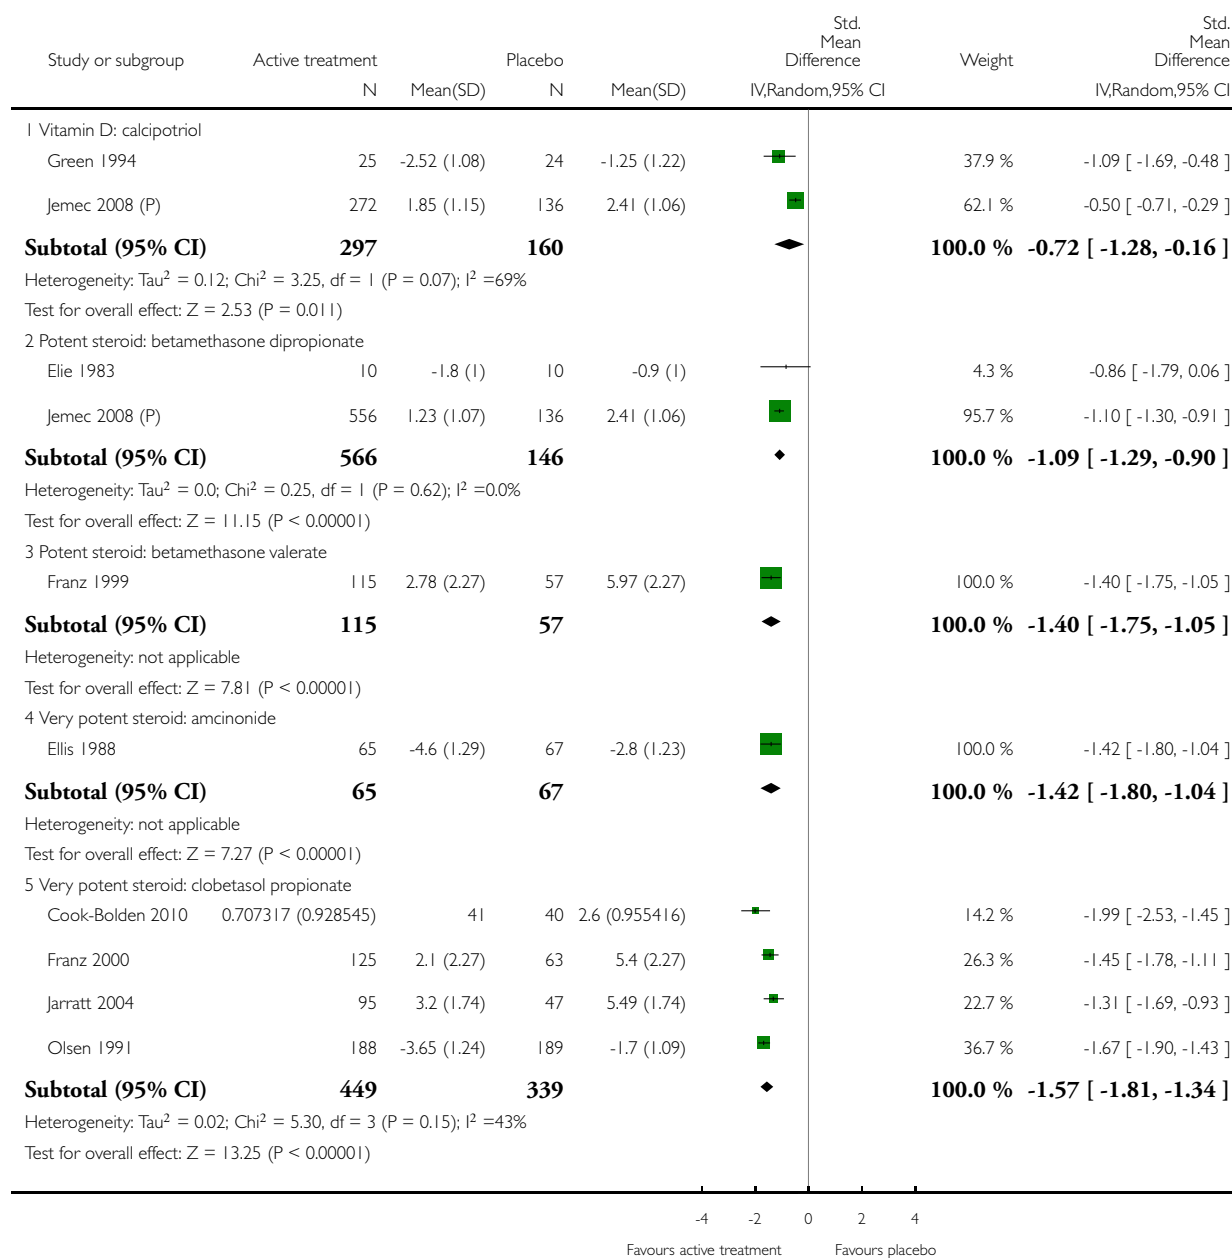 Study or subgroup Active treatment Placebo Std. Mean Difference Weight Std. Mean Difference
N Mean(SD) N Mean(SD) IV,Random,95% CI IV,Random,95% CI
1 Vitamin D: calcipotriol
Green 1994 25 -2.52 (1.08) 24 -1.25 (1.22) 37.9 % -1.09 [ -1.69, -0.48 ]
Jemec 2008 (P) 272 1.85 (1.15) 136 2.41 (1.06) 62.1 % -0.50 [ -0.71, -0.29 ]
Subtotal (95% CI) 297 160 100.0 % -0.72 [ -1.28, -0.16 ]
Heterogeneity: Tau² = 0.12; Chi² = 3.25, df = 1 (P = 0.07); I² =69%
Test for overall effect: Z = 2.53 (P = 0.011)
2 Potent steroid: betamethasone dipropionate
Elie 1983 10 -1.8 (1) 10 -0.9 (1) 4.3 % -0.86 [ -1.79, 0.06 ]
Jemec 2008 (P) 556 1.23 (1.07) 136 2.41 (1.06) 95.7 % -1.10 [ -1.30, -0.91 ]
Subtotal (95% CI) 566 146 100.0 % -1.09 [ -1.29, -0.90 ]
Heterogeneity: Tau² = 0.0; Chi² = 0.25, df = 1 (P = 0.62); I² =0.0%
Test for overall effect: Z = 11.15 (P < 0.00001)
3 Potent steroid: betamethasone valerate
Franz 1999 115 2.78 (2.27) 57 5.97 (2.27) 100.0 % -1.40 [ -1.75, -1.05 ]
Subtotal (95% CI) 115 57 100.0 % -1.40 [ -1.75, -1.05 ]
Heterogeneity: not applicable
Test for overall effect: Z = 7.81 (P < 0.00001)
4 Very potent steroid: amcinonide
Ellis 1988 65 -4.6 (1.29) 67 -2.8 (1.23) 100.0 % -1.42 [ -1.80, -1.04 ]
Subtotal (95% CI) 65 67 100.0 % -1.42 [ -1.80, -1.04 ]
Heterogeneity: not applicable
Test for overall effect: Z = 7.27 (P < 0.00001)
5 Very potent steroid: clobetasol propionate
Cook-Bolden 2010 0.707317 (0.928545) 41 40 2.6 (0.955416) 14.2 % -1.99 [ -2.53, -1.45 ]
Franz 2000 125 2.1 (2.27) 63 5.4 (2.27) 26.3 % -1.45 [ -1.78, -1.11 ]
Jarratt 2004 95 3.2 (1.74) 47 5.49 (1.74) 22.7 % -1.31 [ -1.69, -0.93 ]
Olsen 1991 188 -3.65 (1.24) 189 -1.7 (1.09) 36.7 % -1.67 [ -1.90, -1.43 ]
Subtotal (95% CI) 449 339 100.0 % -1.57 [ -1.81, -1.34 ]
Heterogeneity: Tau² = 0.02; Chi² = 5.30, df = 3 (P = 0.15); I² =43%
Test for overall effect: Z = 13.25 (P < 0.00001)
-4 -2 0 2 4
Favours active treatment Favours placebo